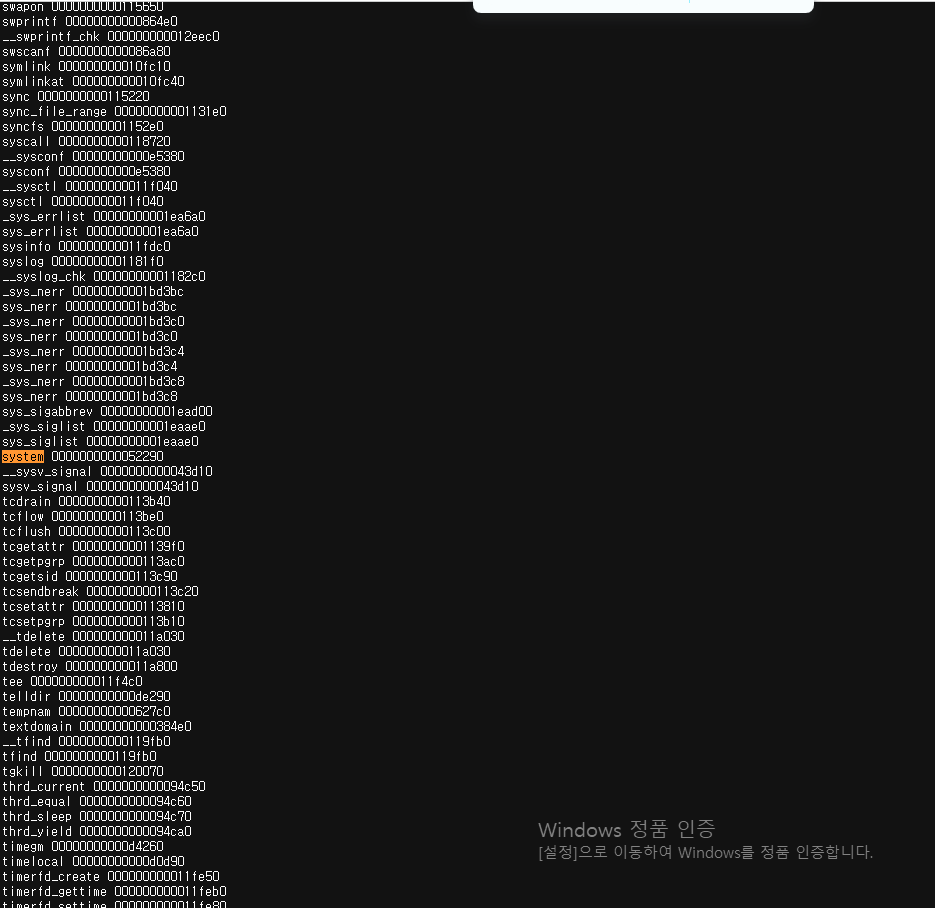 swapon 0000000000115650
swprintf 00000000000864e0
__swprintf_chk 000000000012eec0
swscanf 0000000000086a80
symlink 000000000010fc10
symlinkat 000000000010fc40
sync 0000000000115220
sync_file_range 00000000001131e0
syncfs 00000000001152e0
syscall 0000000000118720
__sysconf 00000000000e5380
sysconf 00000000000e5380
__sysctl 000000000011f040
sysctl 000000000011f040
_sys_errlist 00000000001ea6a0
sys_errlist 00000000001ea6a0
sysinfo 000000000011fdc0
syslog 00000000001181f0
__syslog_chk 00000000001182c0
_sys_nerr 00000000001bd3bc
sys_nerr 00000000001bd3bc
_sys_nerr 00000000001bd3c0
sys_nerr 00000000001bd3c0
_sys_nerr 00000000001bd3c4
sys_nerr 00000000001bd3c4
_sys_nerr 00000000001bd3c8
sys_nerr 00000000001bd3c8
sys_sigabbrev 00000000001ead00
_sys_siglist 00000000001eaae0
sys_siglist 00000000001eaae0
system 0000000000052290
__sysv_signal 0000000000043d10
sysv_signal 0000000000043d10
tcdrain 0000000000113b40
tcflow 0000000000113be0
tcflush 0000000000113c00
tcgetattr 00000000001139f0
tcgetpgrp 0000000000113ac0
tcgetsid 0000000000113c90
tcsendbreak 0000000000113c20
tcsetattr 0000000000113810
tcsetpgrp 0000000000113b10
__tdelete 000000000011a030
tdelete 000000000011a030
tdestroy 000000000011a800
tee 000000000011f4c0
telldir 00000000000de290
tempnam 00000000000627c0
textdomain 00000000000384e0
__tfind 0000000000119fb0
tfind 0000000000119fb0
tgkill 0000000000120070
thrd_current 0000000000094c50
thrd_equal 0000000000094c60
thrd_sleep 0000000000094c70
thrd_yield 0000000000094ca0
timegm 00000000000d4260
timelocal 00000000000d0d90
timerfd_create 000000000011fe50
timerfd_gettime 000000000011feb0
timerfd_settime 000000000011fe80
Windows 정품 인증
[설정]으로 이동하여 Windows를 정품 인증합니다.